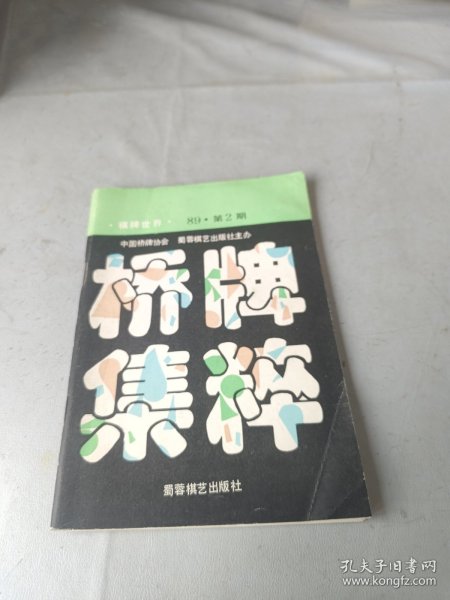 ·棋牌世界· 89·第2期
中国桥牌协会 蜀蓉棋艺出版社主办
桥牌
集粹
蜀蓉棋艺出版社
孔夫子旧书网
www.kongfz.com